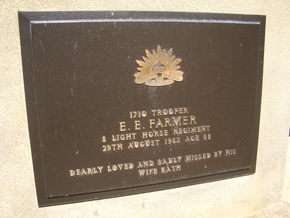 1710 TROOPER
E. E. FARMER
2 LIGHT HORSE REGIMENT
29TH AUGUST 1962 AGE 68
DEARLY LOVED AND SADLY MISSED BY HIS
WIFE KATH